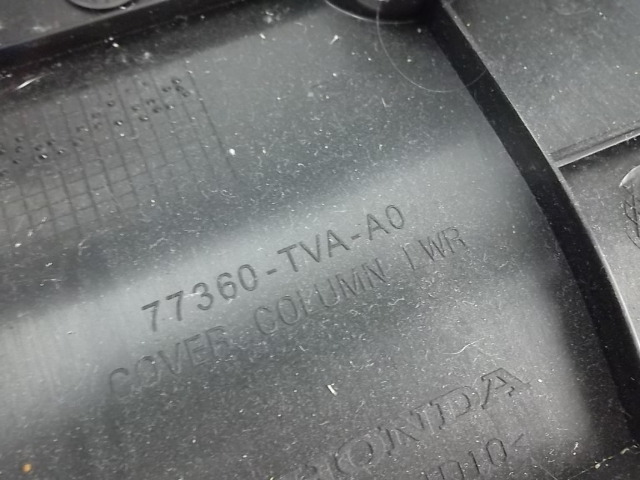 77360-TVA-A0
COVER, COLUMN LWR
HONDA